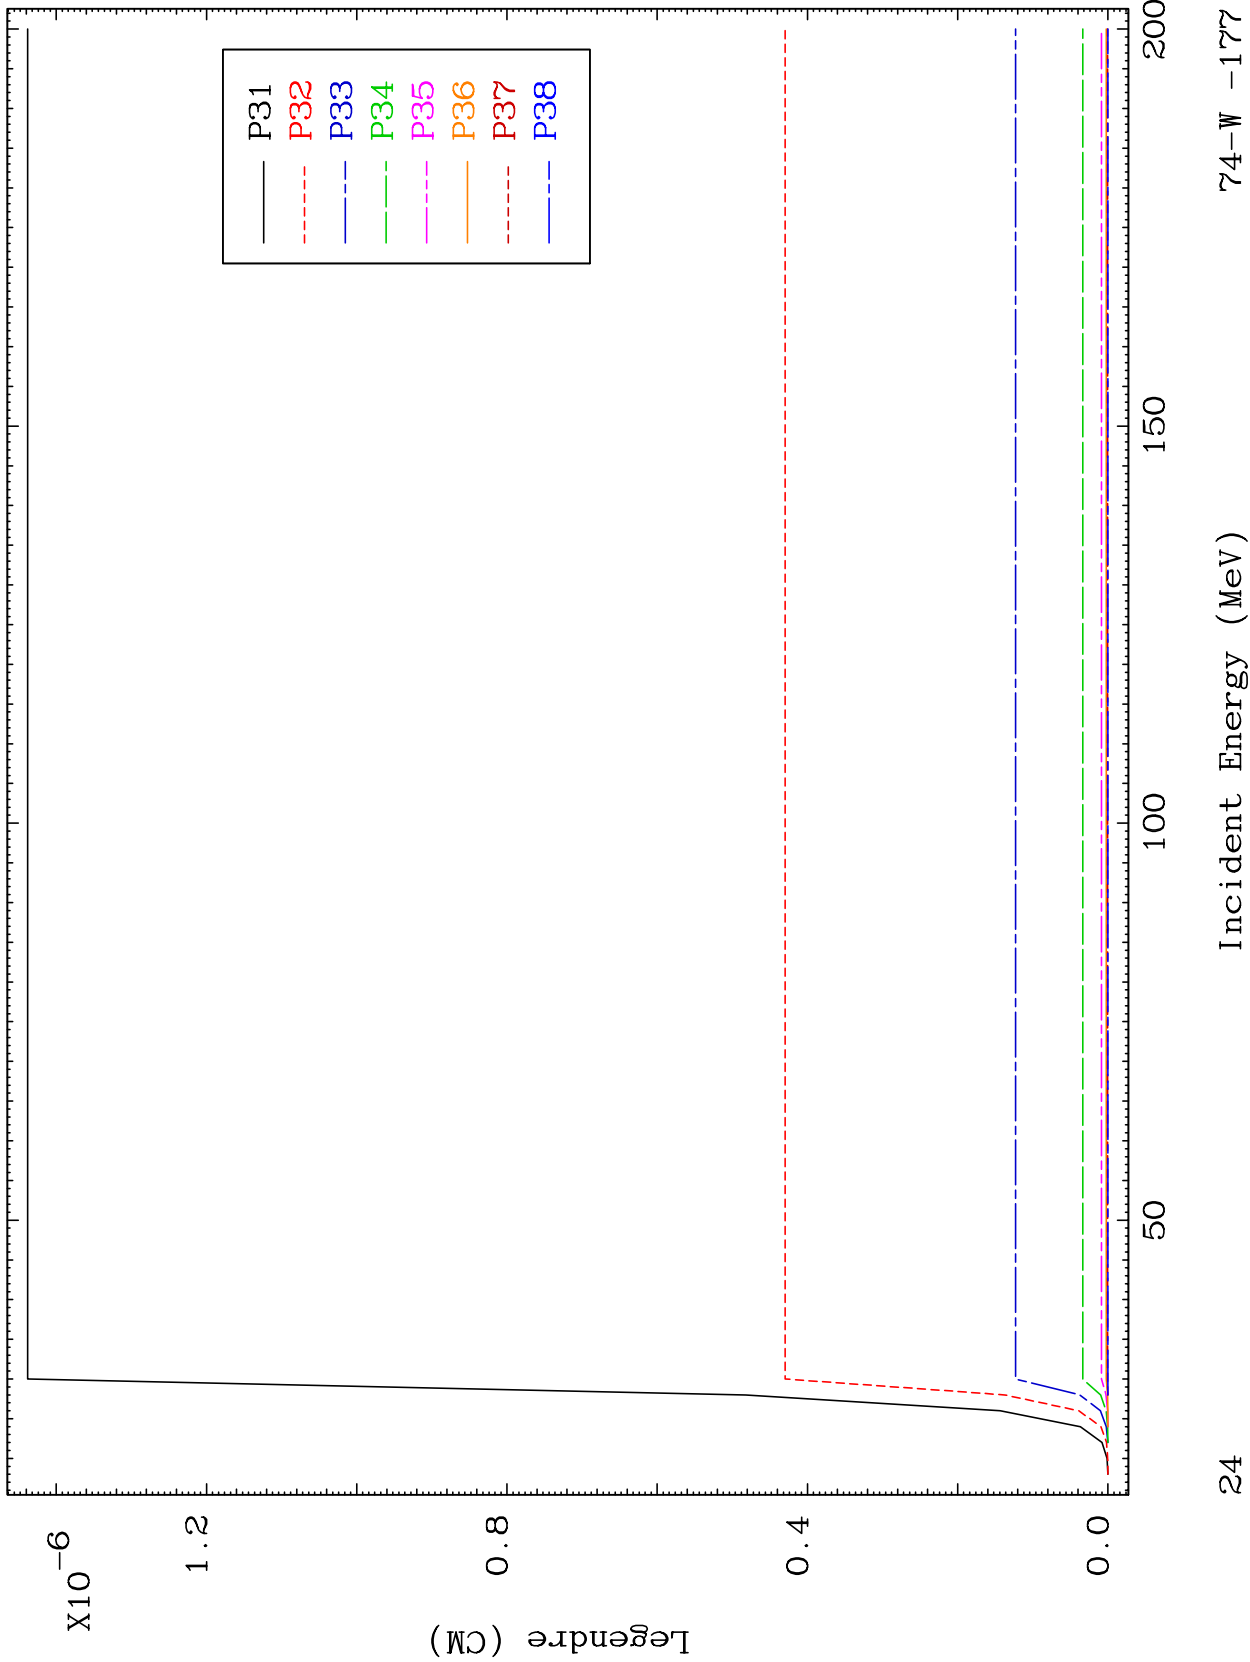 X10-6
1.2
0.8
0.4
0.0
Legendre (CM)
P31
P32
P33
P34
P35
P36
P37
P38
50
100
150
200
24
Incident Energy (MeV)
74-W -177